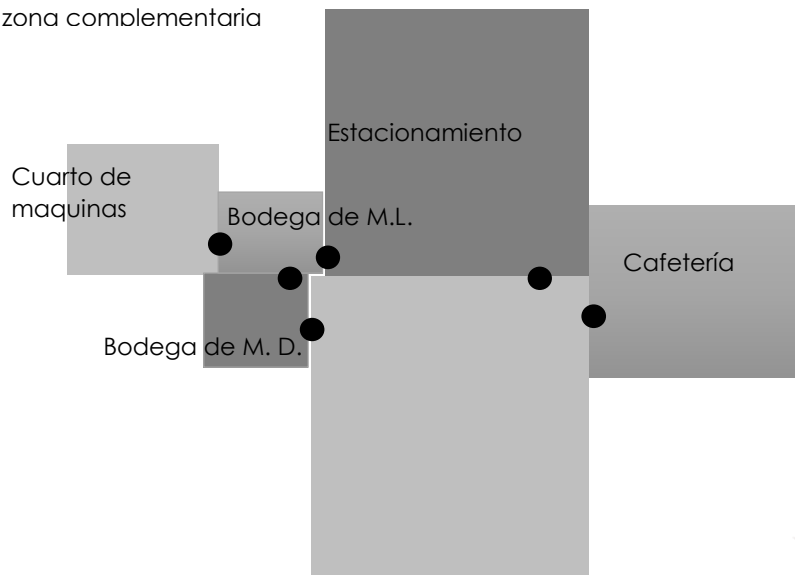 zona complementaria
Estacionamiento
Cuarto de
maquinas
Bodega de M.L.
Cafetería
Bodega de M. D.